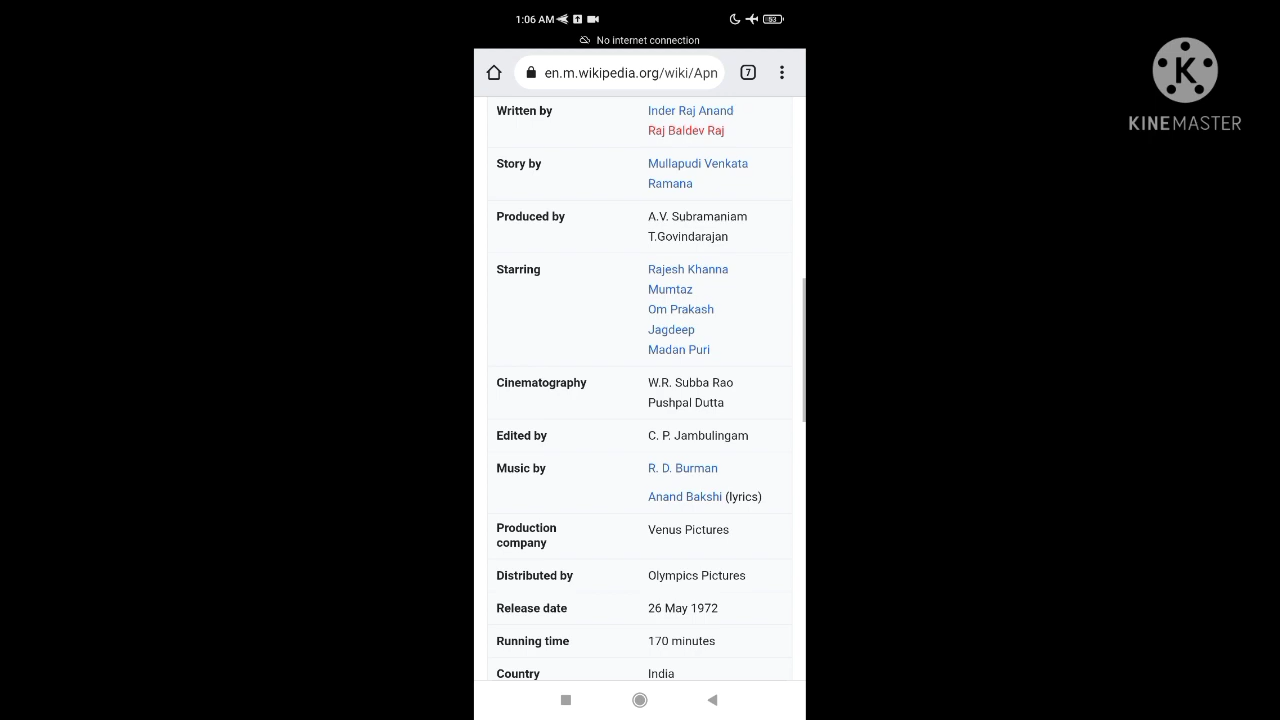 1:06 AM
53
No internet connection
en.m.wikipedia.org/wiki/Apn
7
Written by
Inder Raj Anand
Raj Baldev Raj
Story by
Mullapudi Venkata
Ramana
Produced by
A.V. Subramaniam
T.Govindarajan
Starring
Rajesh Khanna
Mumtaz
Om Prakash
Jagdeep
Madan Puri
Cinematography
W.R. Subba Rao
Pushpal Dutta
Edited by
C. P. Jambulingam
Music by
R. D. Burman
Anand Bakshi (lyrics)
Production
company
Venus Pictures
Distributed by
Olympics Pictures
Release date
26 May 1972
Running time
170 minutes
Country
India
K
KINEMASTER